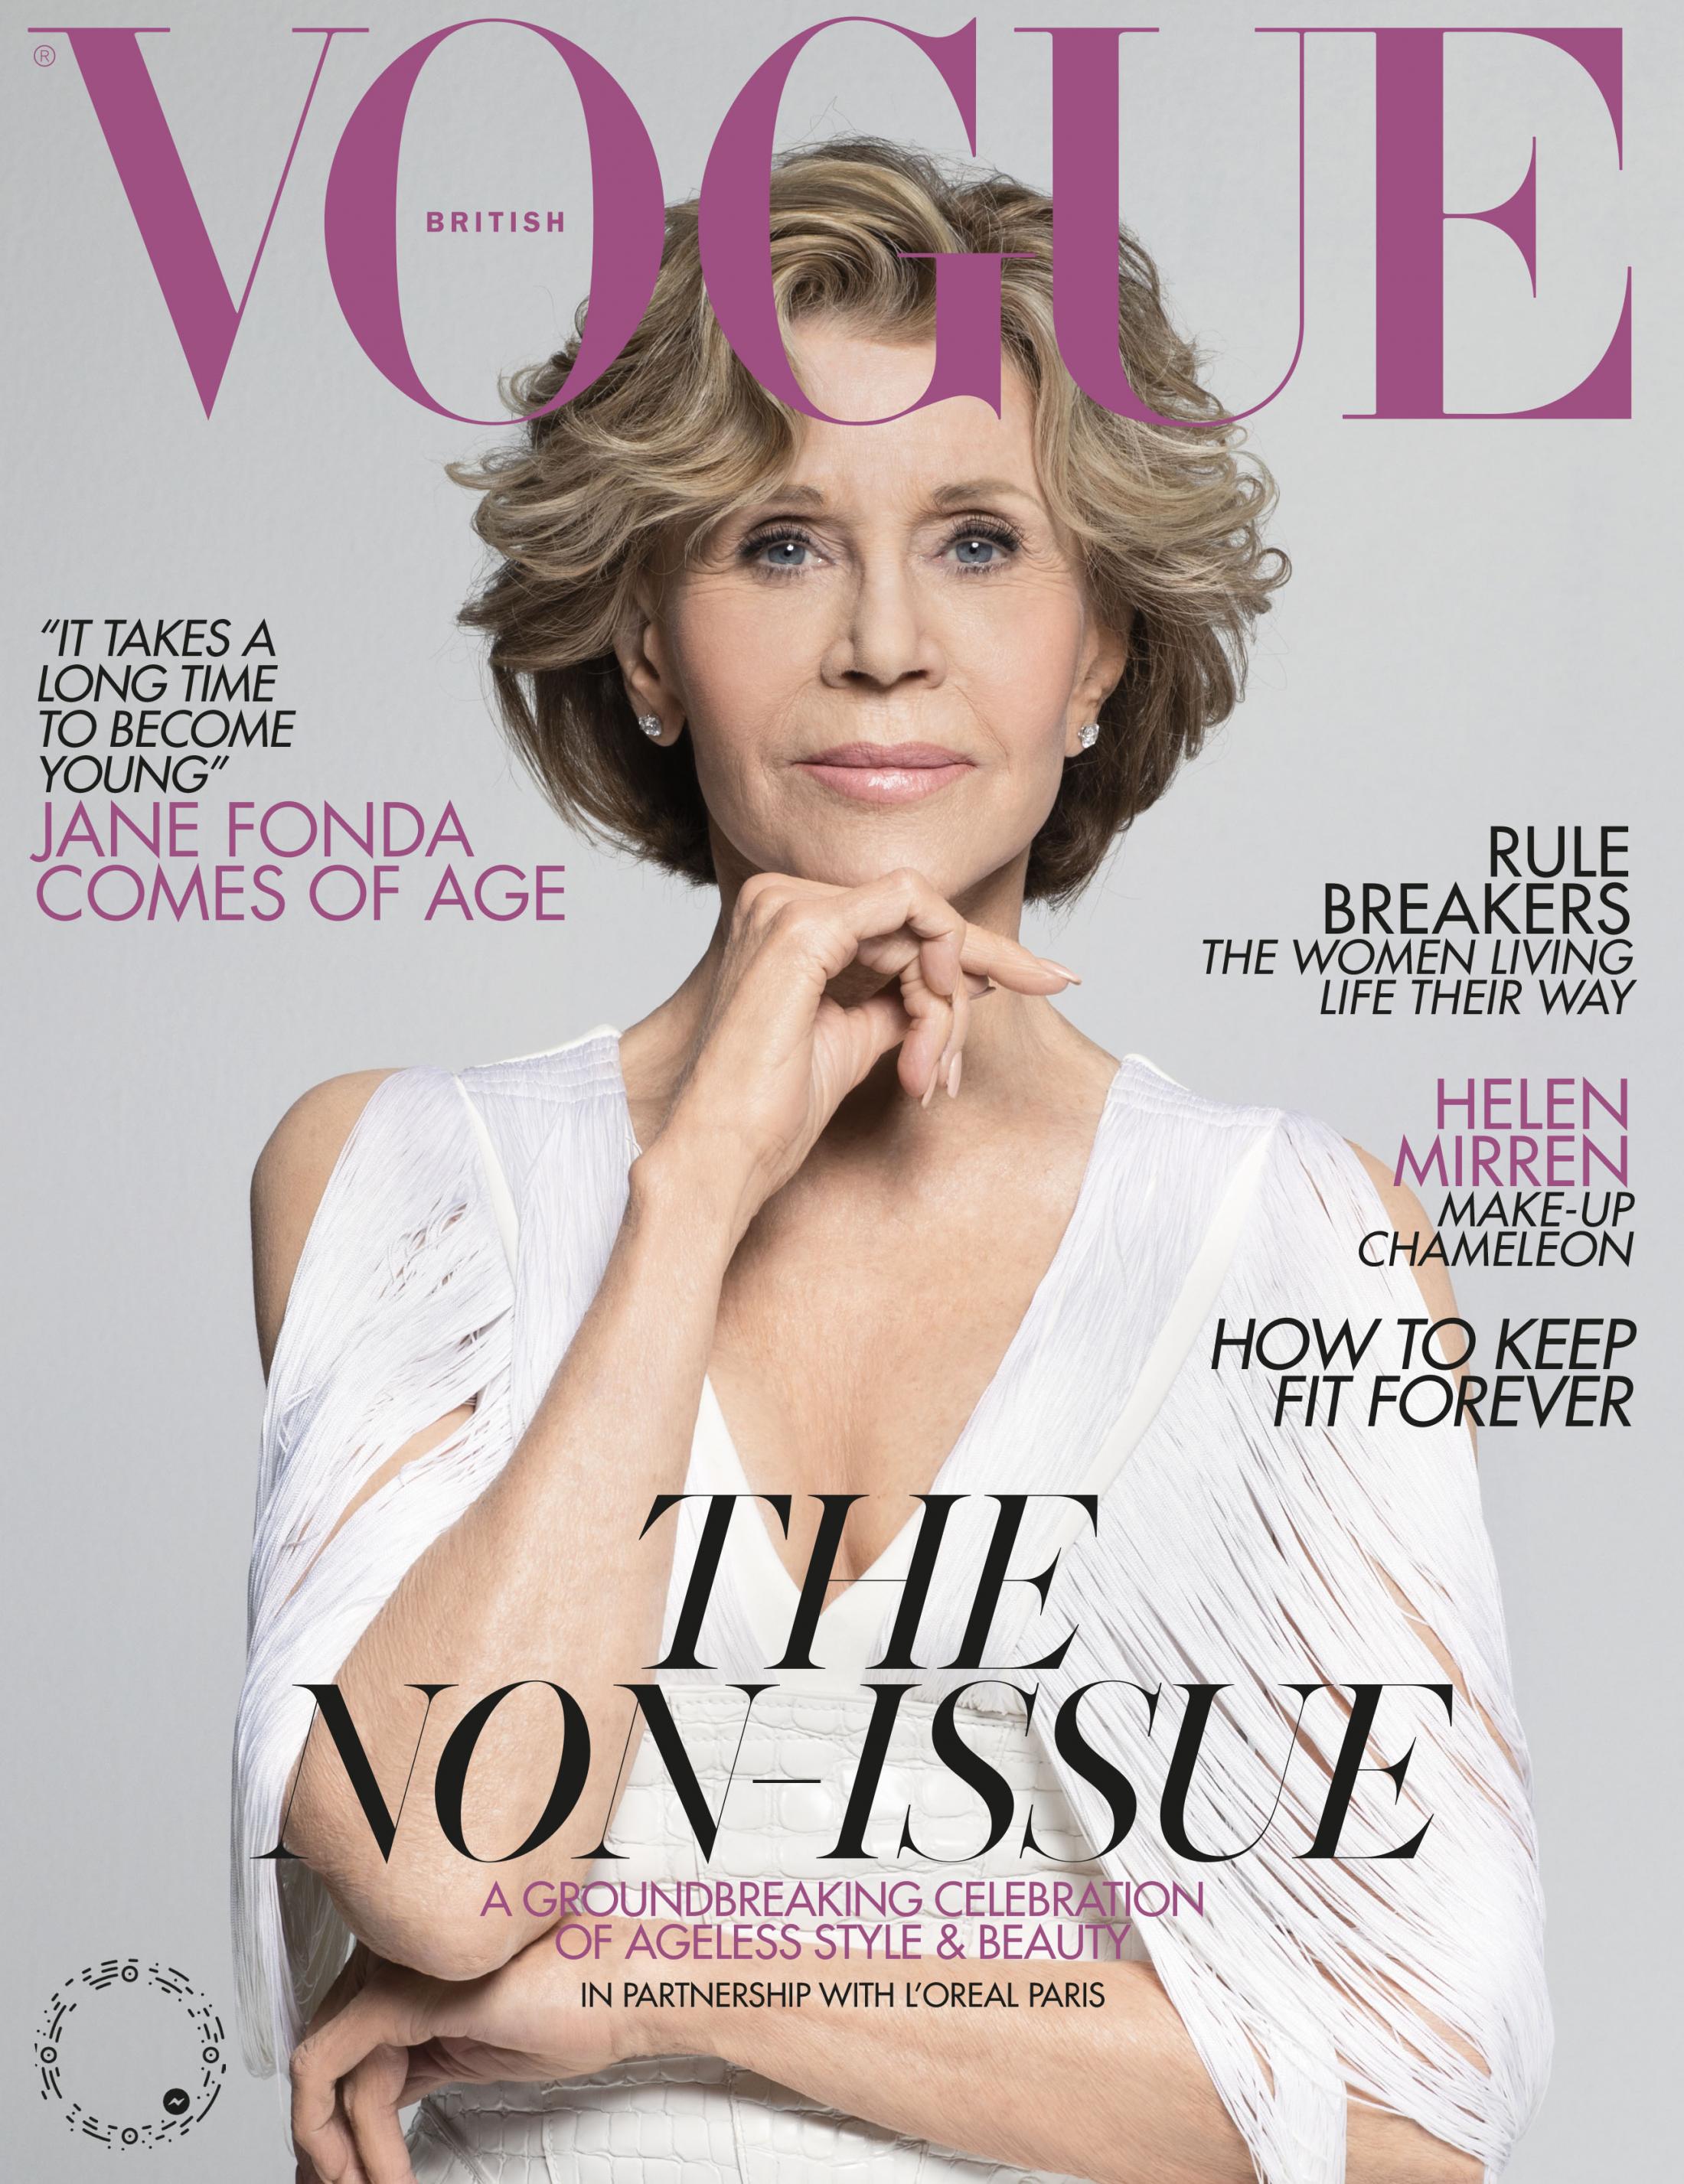 VOGUE
®
BRITISH
“IT TAKES A
LONG TIME
TO BECOME
YOUNG”
JANE FONDA
COMES OF AGE
RULE
BREAKERS
THE WOMEN LIVING
LIFE THEIR WAY
HELEN
MIRREN
MAKE-UP
CHAMELEON
HOW TO KEEP
FIT FOREVER
THE
NON-ISSUE
A GROUNDBREAKING CELEBRATION
OF AGELESS STYLE & BEAUTY
IN PARTNERSHIP WITH L’OREAL PARIS